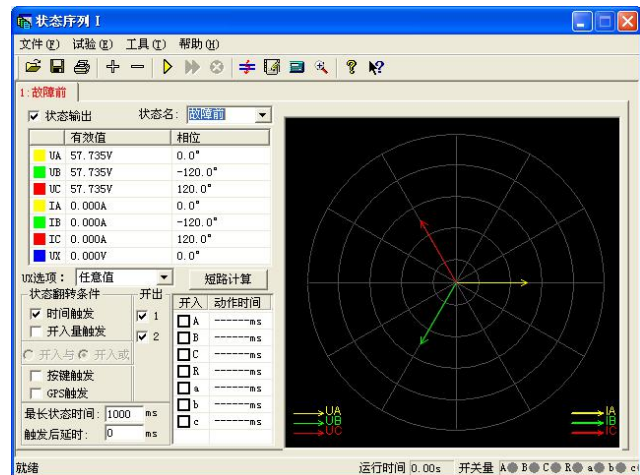 状态序列 I
文件(F) 试验(E) 工具(T) 帮助(H)
1:故障前
状态输出 状态名: 故障前
有效值 相位
UA 57.735V 0.0°
UB 57.735V -120.0°
UC 57.735V 120.0°
IA 0.000A 0.0°
IB 0.000A -120.0°
IC 0.000A 120.0°
UX 0.000V 0.0°
UX选项: 任意值 短路计算
状态翻转条件 开出 开入 动作时间
时间触发 1 A ------ms
开入量触发 2 B ------ms
开入与 开入或 C ------ms
R ------ms
按键触发 a ------ms
GPS触发 b ------ms
最长状态时间: 1000 ms c ------ms
触发后延时: 0 ms
UA IA
UB IB
UC IC
就绪 运行时间 0.00s 开关量 A B C R a b c